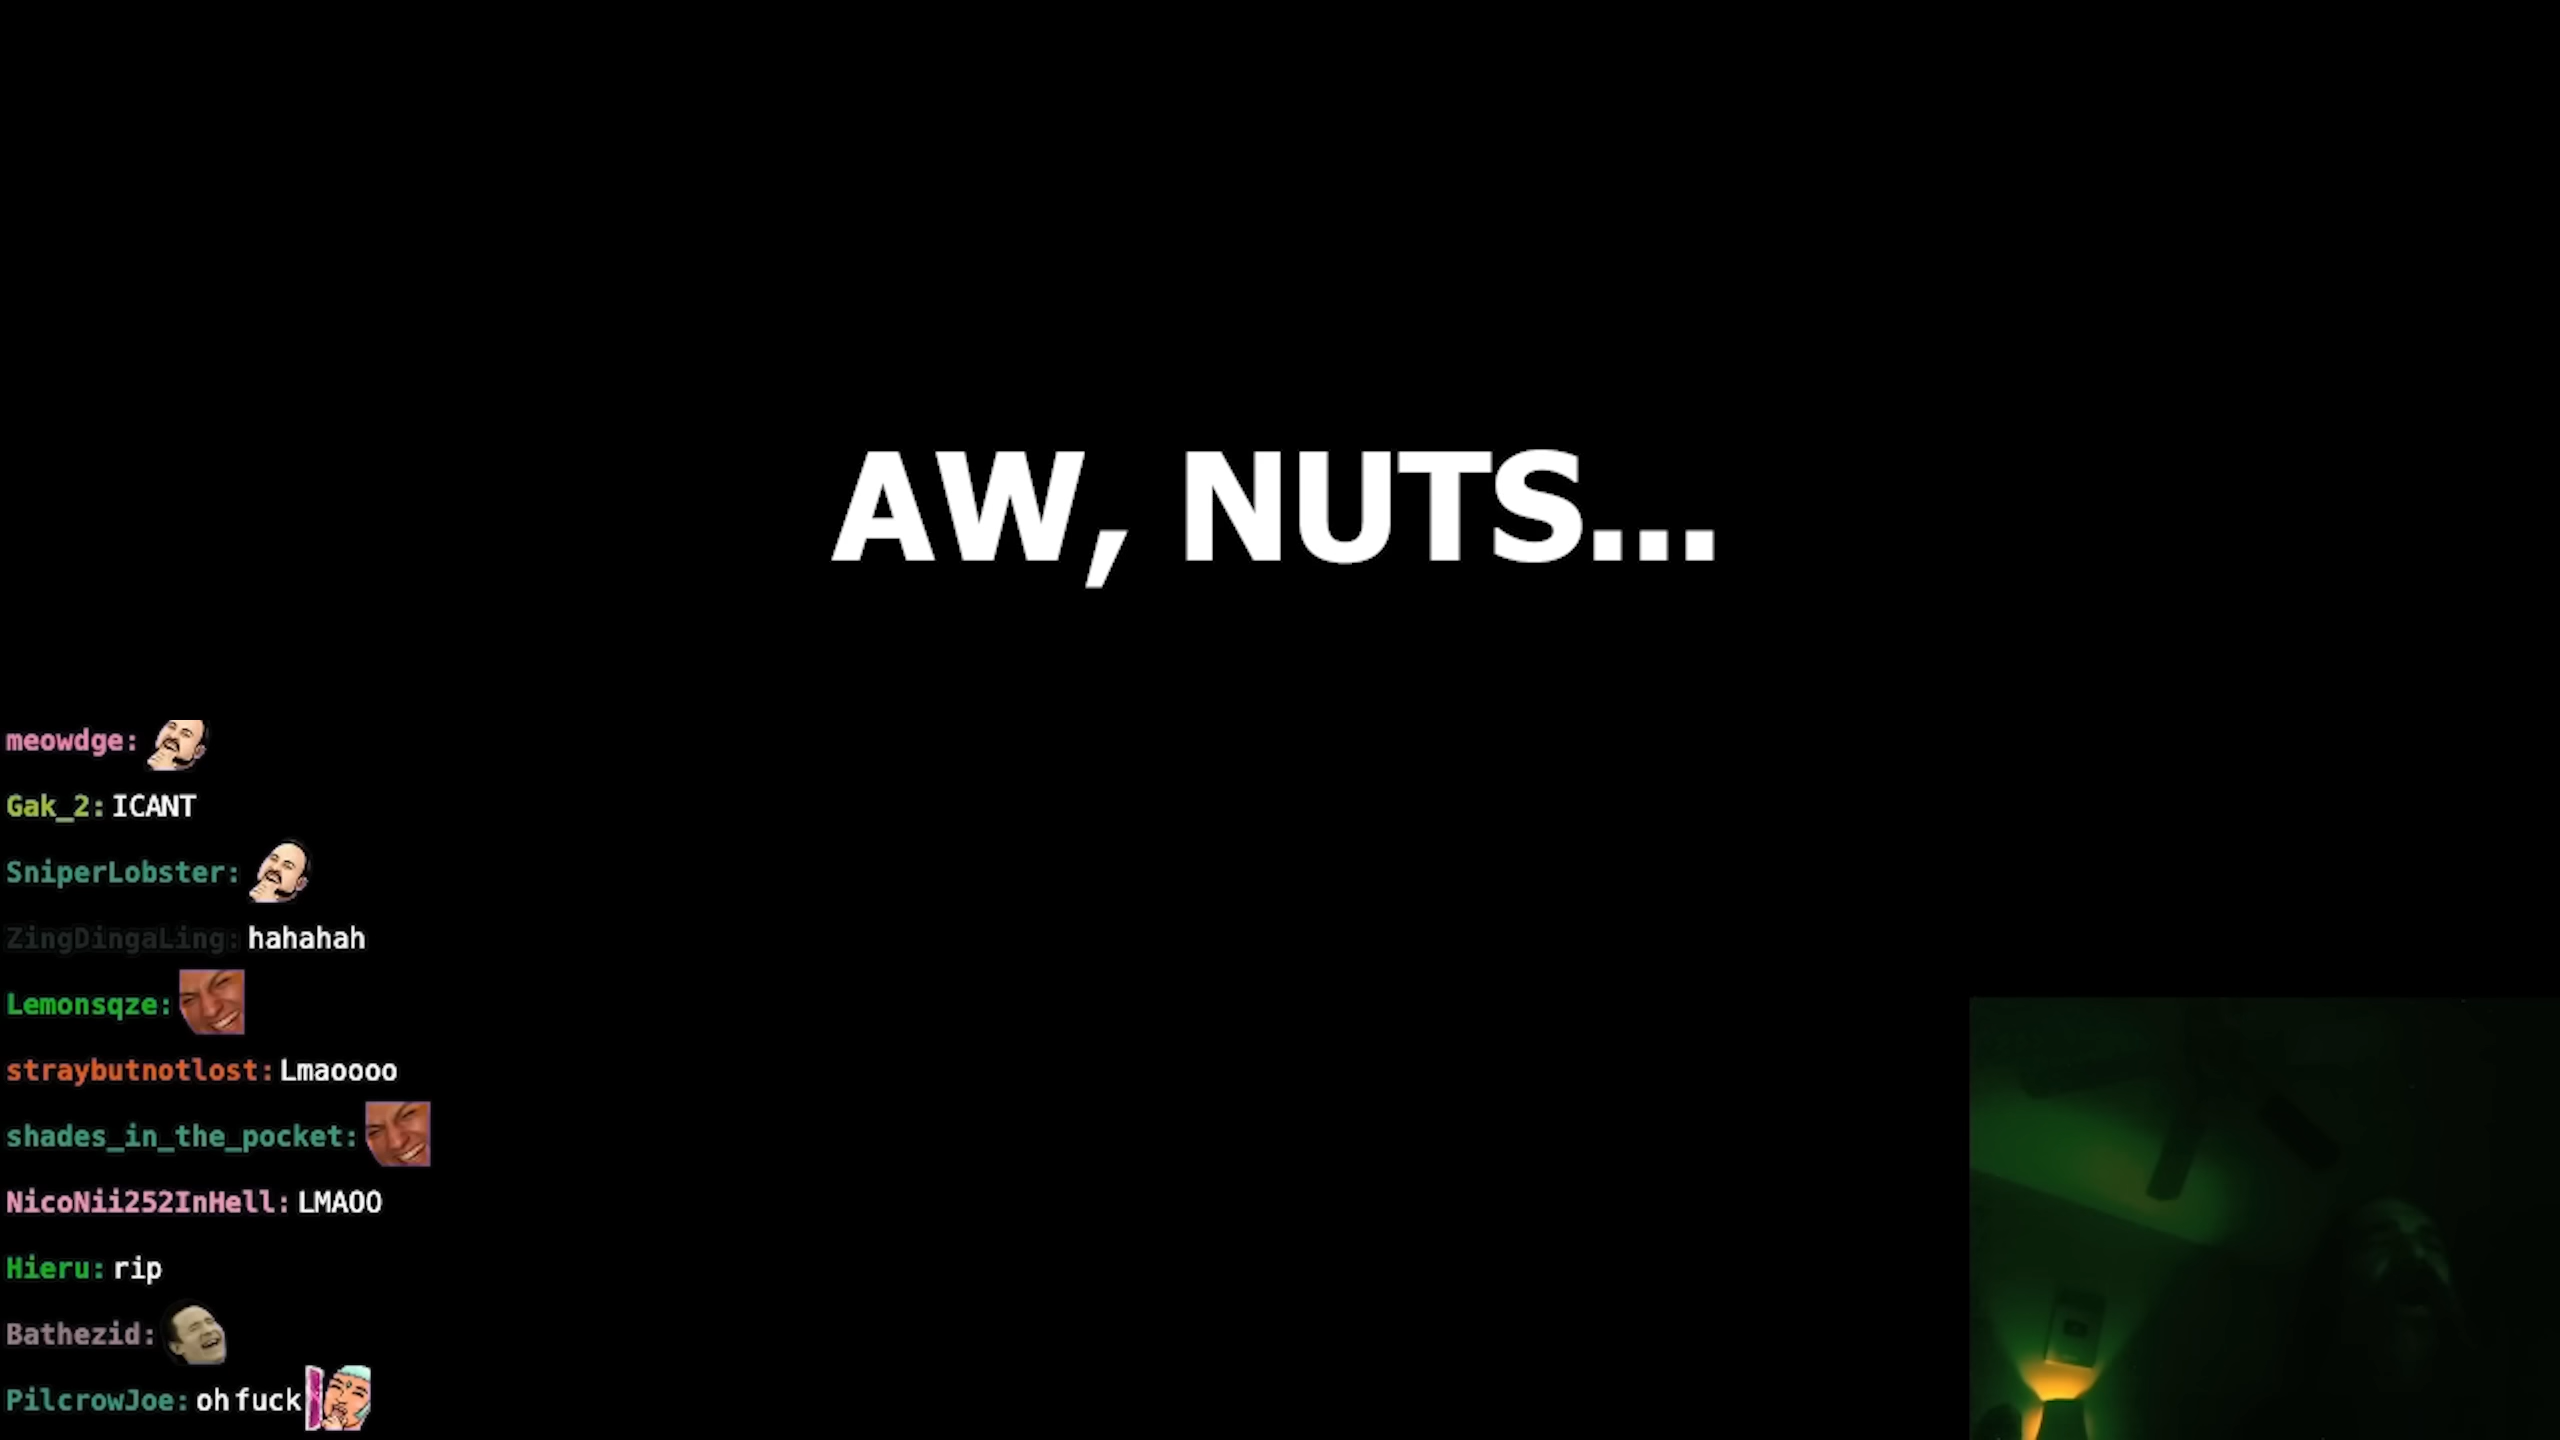 AW, NUTS...
meowdge:
Gak_2: ICANT
SniperLobster:
ZingDingaLing: hahahah
Lemonsqze:
straybutnotlost: Lmaoooo
shades_in_the_pocket:
NicoNii252InHell: LMAOO
Hieru: rip
Bathezid:
PilcrowJoe: oh fuck